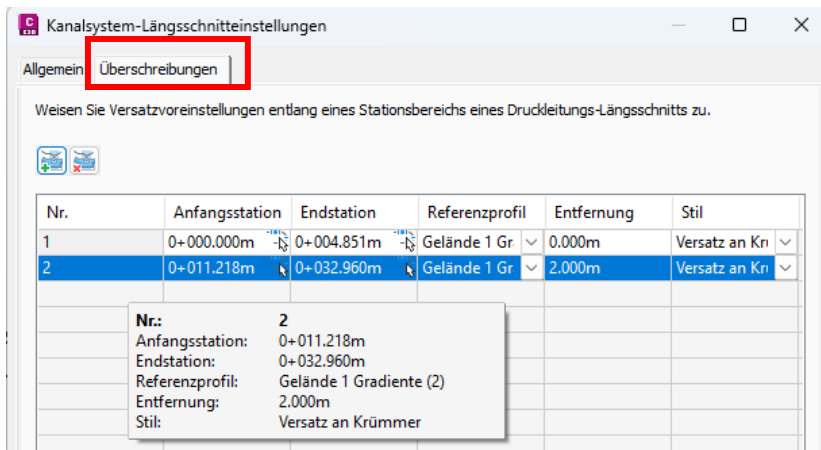 C
C3D
Kanalsystem-Längsschnitteinstellungen
Allgemein Überschreibungen
Weisen Sie Versatzvoreinstellungen entlang eines Stationsbereichs eines Druckleitungs-Längsschnitts zu.
Nr. Anfangsstation Endstation Referenzprofil Entfernung Stil
1 0+000.000m 0+004.851m Gelände 1 Gr 0.000m Versatz an Kri
2 0+011.218m 0+032.960m Gelände 1 Gr 2.000m Versatz an Kri
Nr.: 2
Anfangsstation: 0+011.218m
Endstation: 0+032.960m
Referenzprofil: Gelände 1 Gradiente (2)
Entfernung: 2.000m
Stil: Versatz an Krümmer